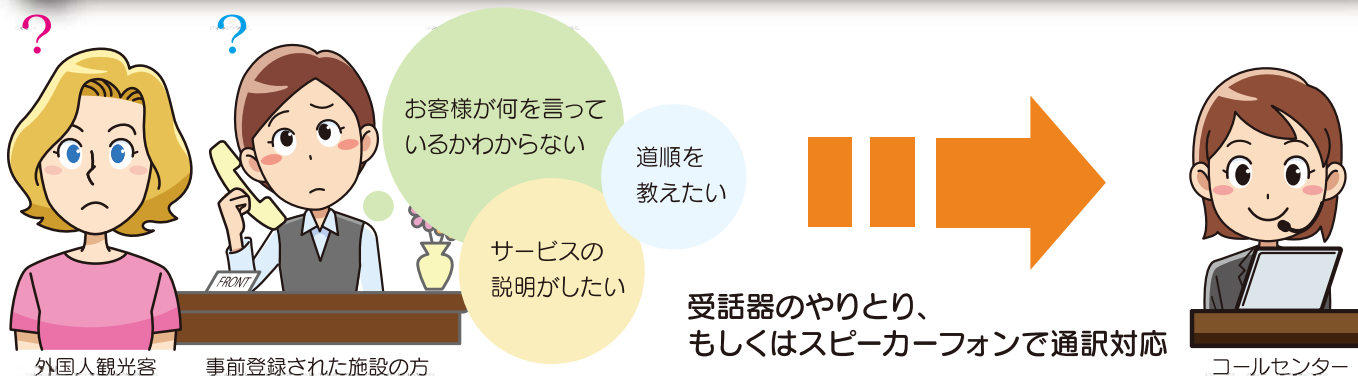 ?
?
お客様が何を言って
いるかわからない
道順を
教えたい
サービスの
説明がしたい
FRONT
受話器のやりとり、
もしくはスピーカーフォンで通訳対応
外国人観光客
事前登録された施設の方
コールセンター